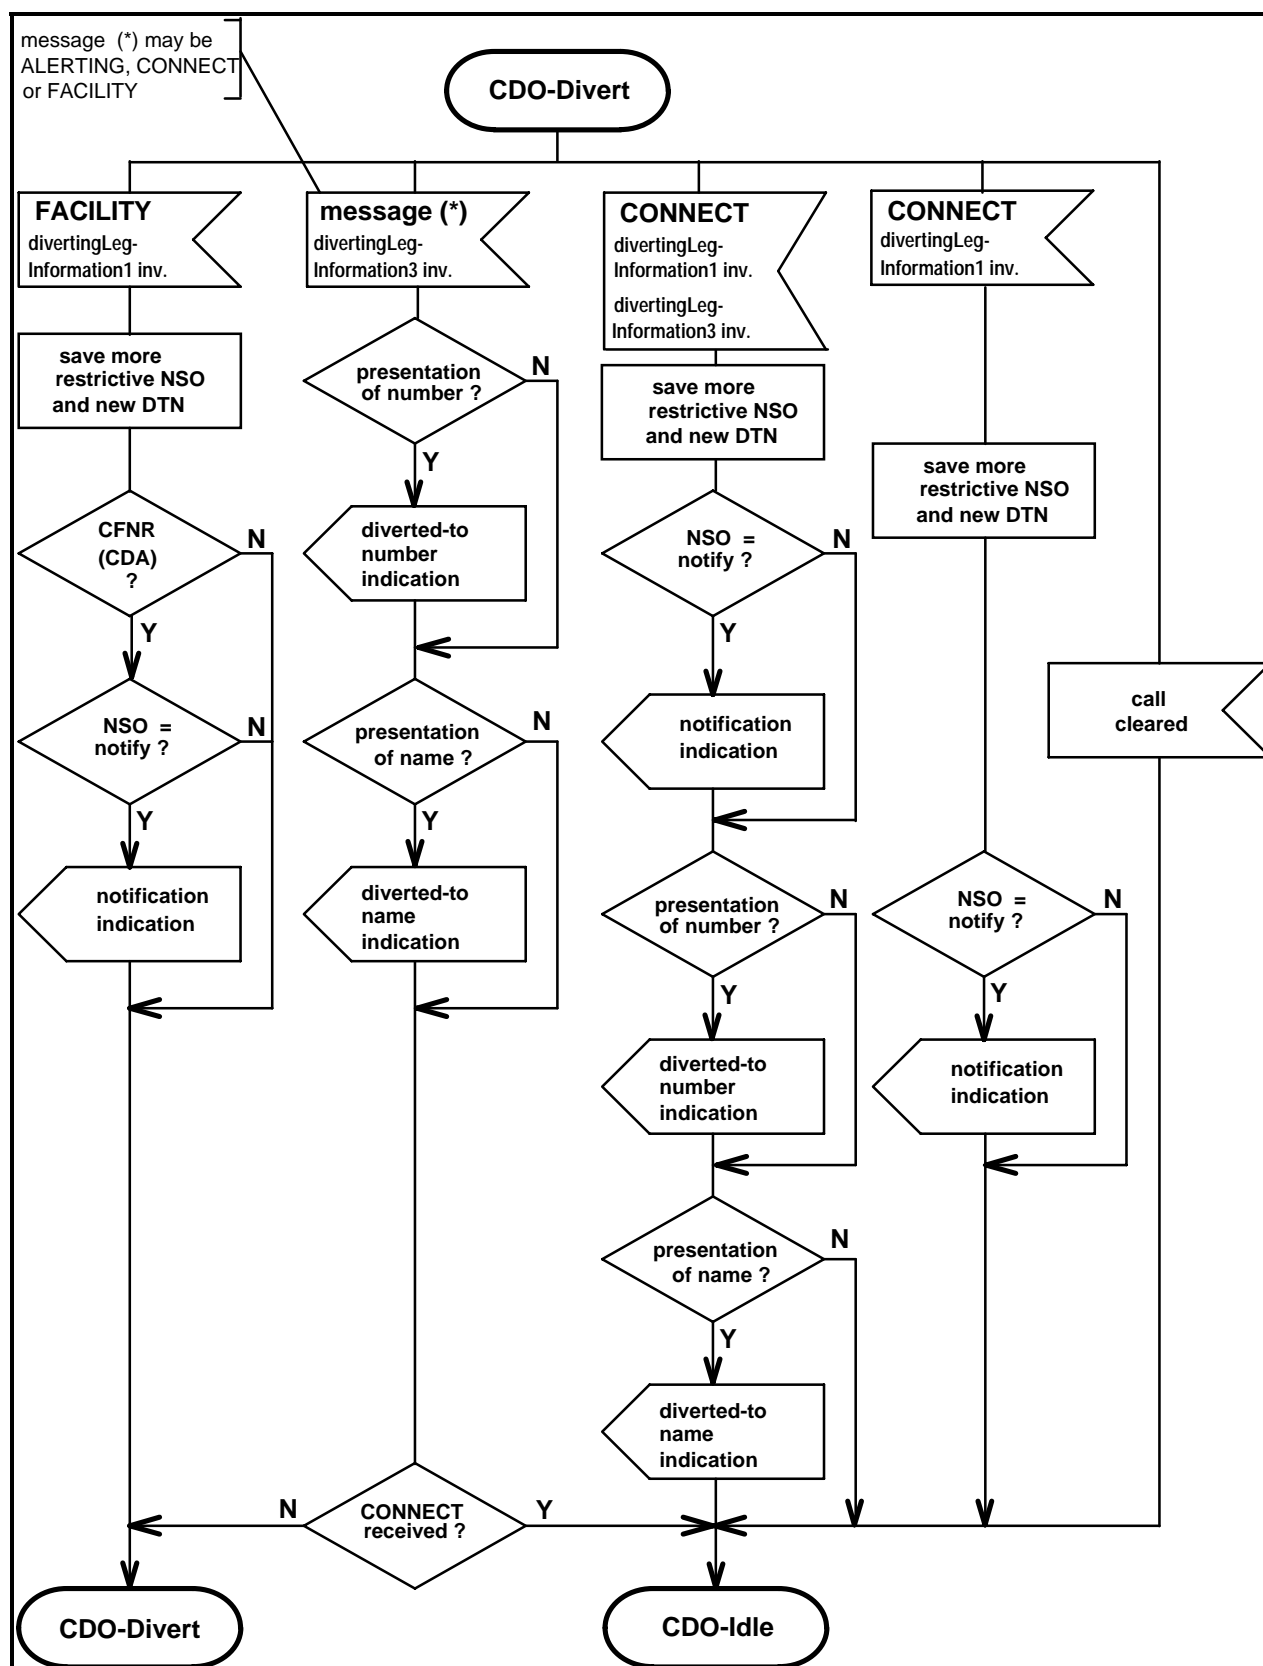 message (*) may be
ALERTING, CONNECT
or FACILITY
CDO-Divert
FACILITY
divertingLeg-
Information1 inv.
save more
restrictive NSO
and new DTN
CFNR
(CDA)
?
N
Y
NSO =
notify ?
N
Y
notification
indication
message (*)
divertingLeg-
Information3 inv.
presentation
of number ?
N
Y
diverted-to
number
indication
presentation
of name ?
N
Y
diverted-to
name
indication
CONNECT
received ?
N
Y
CONNECT
divertingLeg-
Information1 inv.
divertingLeg-
Information3 inv.
save more
restrictive NSO
and new DTN
NSO =
notify ?
N
Y
notification
indication
presentation
of number ?
N
Y
diverted-to
number
indication
presentation
of name ?
N
Y
diverted-to
name
indication
CONNECT
divertingLeg-
Information1 inv.
save more
restrictive NSO
and new DTN
NSO =
notify ?
N
Y
notification
indication
call
cleared
CDO-Divert
CDO-Idle